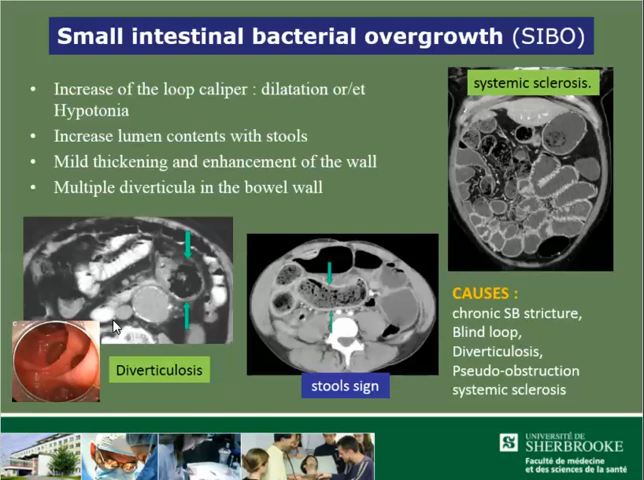 Small intestinal bacterial overgrowth (SIBO)
• Increase of the loop caliper : dilatation or/et
Hypotonia
• Increase lumen contents with stools
• Mild thickening and enhancement of the wall
• Multiple diverticula in the bowel wall
systemic sclerosis.
Diverticulosis
stools sign
CAUSES :
chronic SB stricture,
Blind loop,
Diverticulosis,
Pseudo-obstruction
systemic sclerosis
UNIVERSITÉ DE
SHERBROOKE
Faculté de médecine
et des sciences de la santé